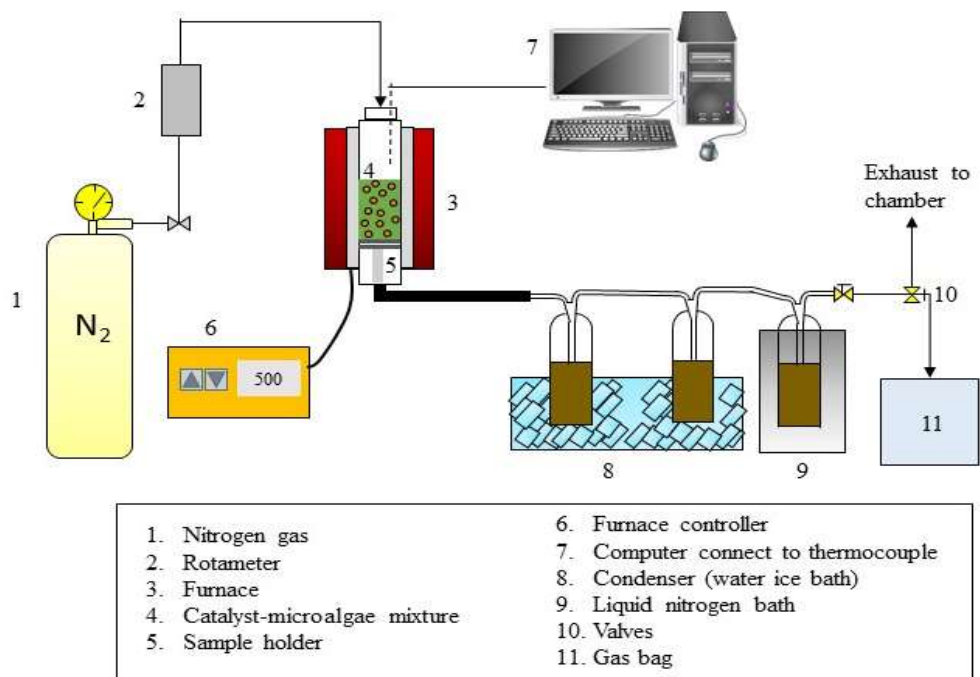 7
2
Exhaust to
chamber
4
3
5
1
10
N2
6
500
11
8
9
1. Nitrogen gas
2. Rotameter
3. Furnace
4. Catalyst-microalgae mixture
5. Sample holder
6. Furnace controller
7. Computer connect to thermocouple
8. Condenser (water ice bath)
9. Liquid nitrogen bath
10. Valves
11. Gas bag